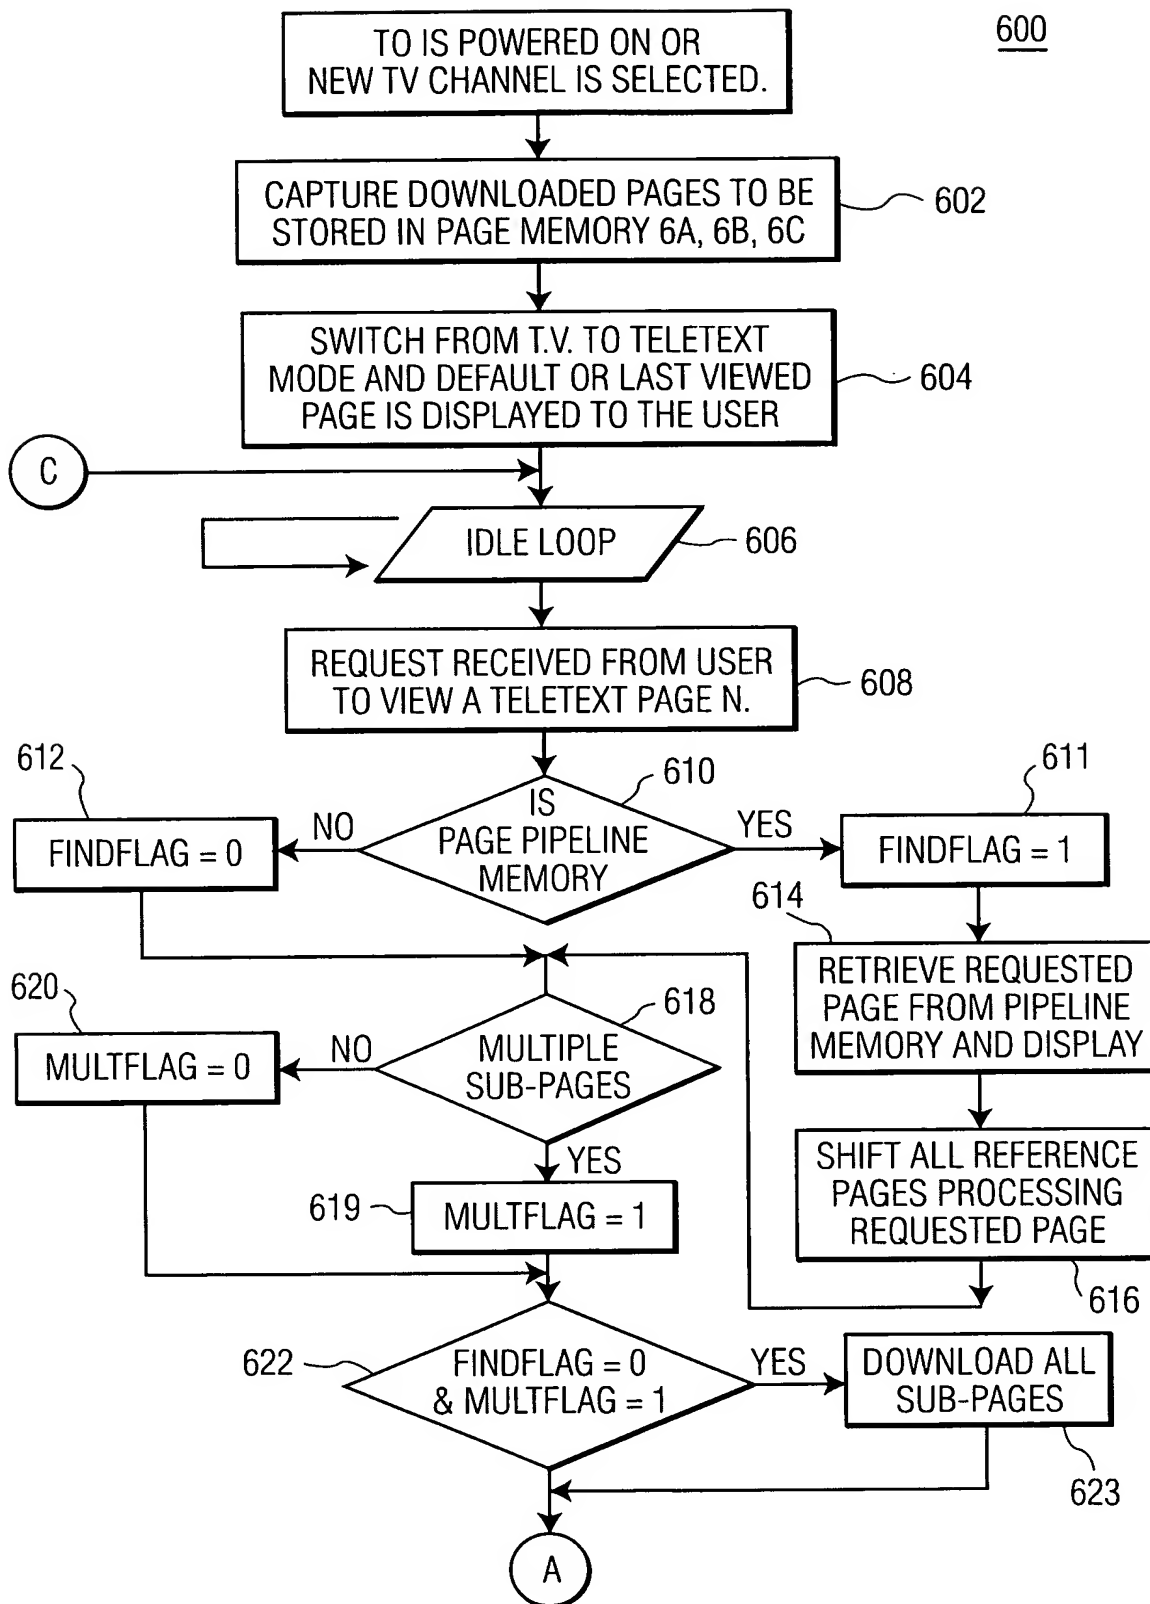 600
TO IS POWERED ON OR
NEW TV CHANNEL IS SELECTED.
CAPTURE DOWNLOADED PAGES TO BE
STORED IN PAGE MEMORY 6A, 6B, 6C
602
SWITCH FROM T.V. TO TELETEXT
MODE AND DEFAULT OR LAST VIEWED
PAGE IS DISPLAYED TO THE USER
604
C
IDLE LOOP
606
REQUEST RECEIVED FROM USER
TO VIEW A TELETEXT PAGE N.
608
612
610
611
IS
PAGE PIPELINE
MEMORY
NO
YES
FINDFLAG = 0
FINDFLAG = 1
614
RETRIEVE REQUESTED
PAGE FROM PIPELINE
MEMORY AND DISPLAY
620
618
MULTIPLE
SUB-PAGES
NO
MULTFLAG = 0
YES
619
MULTFLAG = 1
SHIFT ALL REFERENCE
PAGES PROCESSING
REQUESTED PAGE
616
622
FINDFLAG = 0
& MULTFLAG = 1
YES
DOWNLOAD ALL
SUB-PAGES
623
A